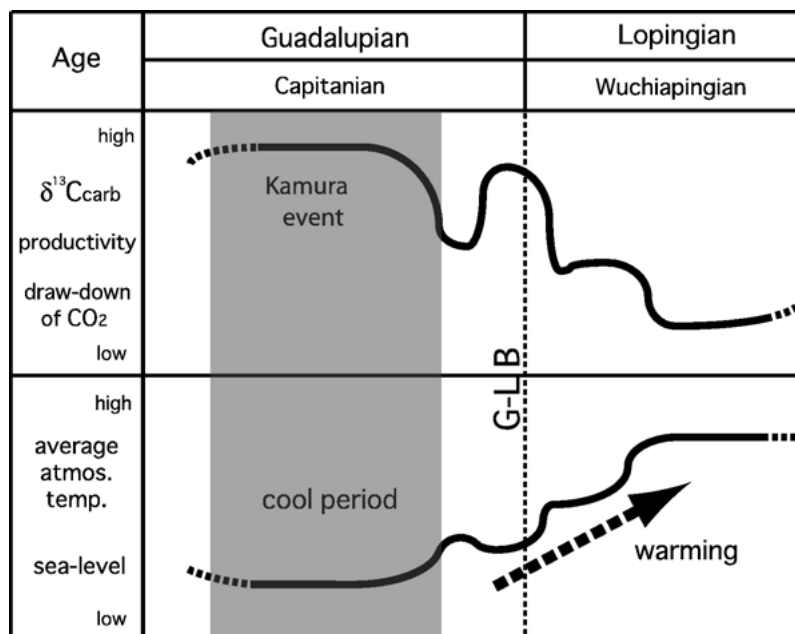 Age
Guadalupian
Lopingian
Capitanian
Wuchiapingian
high
δ¹³Ccarb
productivity
draw-down
of CO₂
low
Kamura
event
G-LB
high
average
atmos.
temp.
sea-level
low
cool period
warming